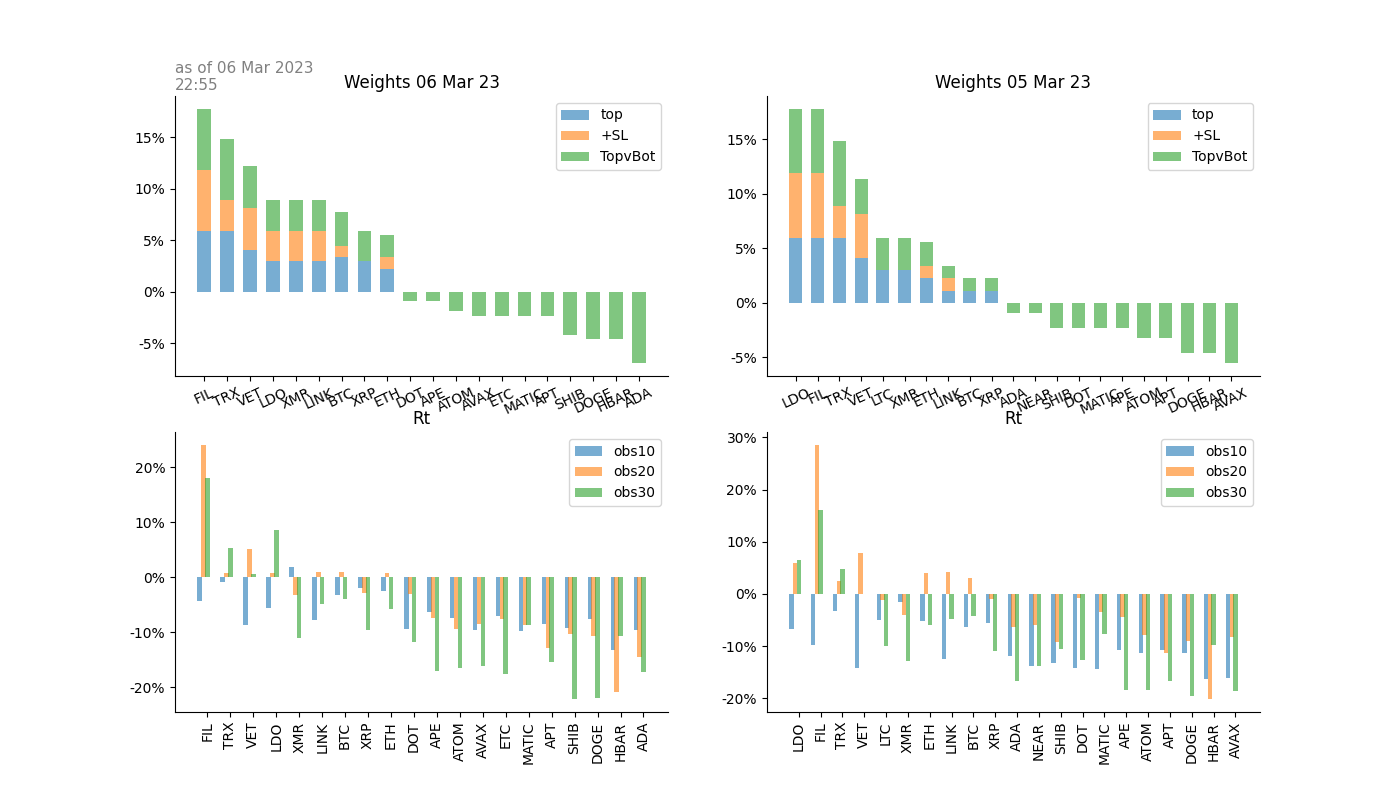 as of 06 Mar 2023
22:55
Weights 06 Mar 23
top
+SL
TopvBot
15%
10%
5%
0%
-5%
FIL TRX VET LDO XMR LINK BTC XRP ETH DOT APE ATOM AVAX ETC MATIC APT SHIB DOGE HBAR ADA
Weights 05 Mar 23
top
+SL
TopvBot
15%
10%
5%
0%
-5%
LDO FIL TRX VET LTC XMR ETH LINK BTC XRP ADA NEAR SHIB DOT MATIC APE ATOM APT DOGE HBAR AVAX
Rt
obs10
obs20
obs30
20%
10%
0%
-10%
-20%
FIL TRX VET LDO XMR LINK BTC XRP ETH DOT APE ATOM AVAX ETC MATIC APT SHIB DOGE HBAR ADA
Rt
obs10
obs20
obs30
30%
20%
10%
0%
-10%
-20%
LDO FIL TRX VET LTC XMR ETH LINK BTC XRP ADA NEAR SHIB DOT MATIC APE ATOM APT DOGE HBAR AVAX